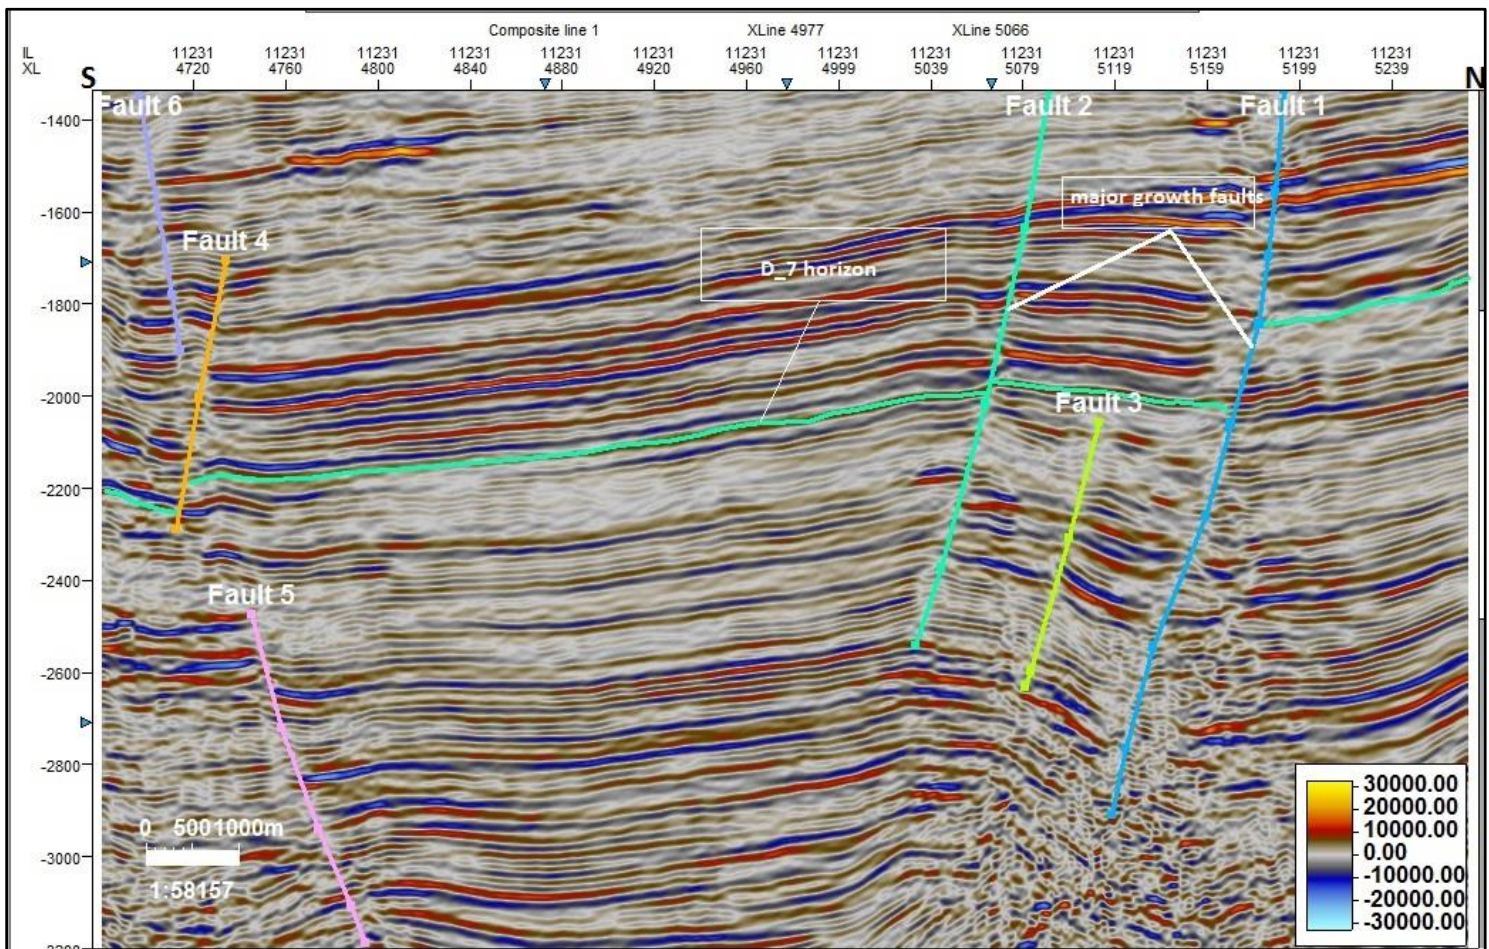 Composite line 1 XLine 4977 XLine 5066
IL 11231 11231 11231 11231 11231 11231 11231 11231 11231 11231 11231 11231 11231 11231
XL 4720 4760 4800 4840 4880 4920 4960 4999 5039 5079 5119 5159 5199 5239
S N
Fault 6 Fault 2 Fault 1
-1400
major growth faults
-1600
Fault 4
D_7 horizon
-1800
-2000
Fault 3
-2200
-2400
Fault 5
-2600
-2800
30000.00
20000.00
10000.00
0.00
-10000.00
-20000.00
-30000.00
0 5001000m
-3000
1:58157